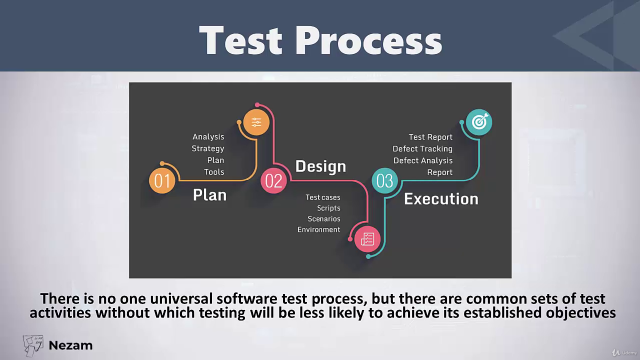 Test Process
Analysis
Strategy
Plan
Tools
01
Plan
02
Design
Test cases
Scripts
Scenarios
Environment
Test Report
Defect Tracking
Defect Analysis
Report
03
Execution
There is no one universal software test process, but there are common sets of test
activities without which testing will be less likely to achieve its established objectives
Nezam